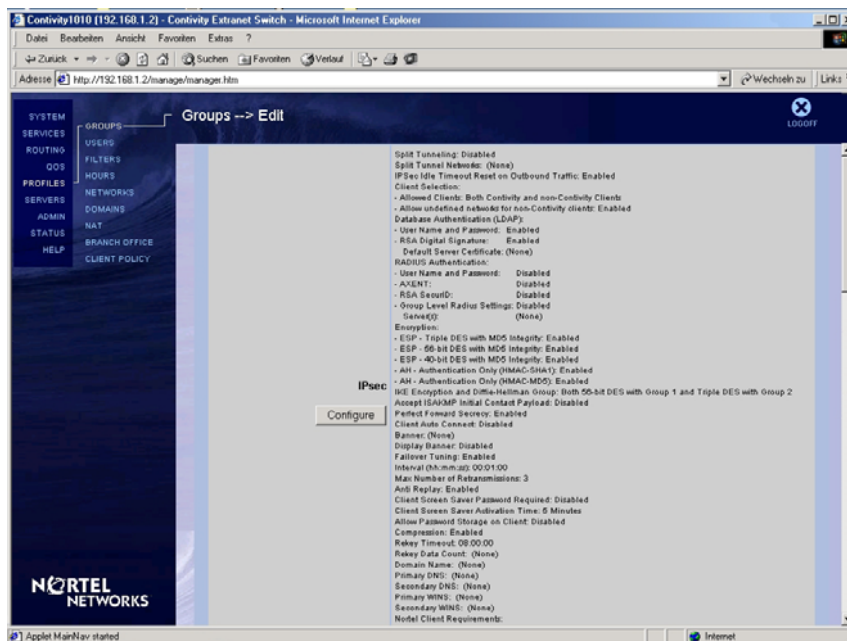 Contivity1010 (192.168.1.2) - Contivity Extranet Switch - Microsoft Internet Explorer
Datei Bearbeiten Ansicht Favoriten Extras ?
Zurück Suchen Favoriten Verlauf
Adresse http://192.168.1.2/manage/manager.htm Wechseln zu Links
SYSTEM
SERVICES
ROUTING
QOS
PROFILES
SERVERS
ADMIN
STATUS
HELP
GROUPS
USERS
FILTERS
HOURS
NETWORKS
DOMAINS
NAT
BRANCH OFFICE
CLIENT POLICY
Groups --> Edit
LOGOFF
IPsec
Configure
Split Tunneling: Disabled
Split Tunnel Networks: (None)
IPSec Idle Timeout Reset on Outbound Traffic: Enabled
Client Selection:
- Allowed Clients: Both Contivity and non-Contivity Clients
- Allow undefined networks for non-Contivity clients: Enabled
Database Authentication (LDAP):
- User Name and Password: Enabled
- RSA Digital Signature: Enabled
Default Server Certificate: (None)
RADIUS Authentication:
- User Name and Password: Disabled
- AXENT: Disabled
- RSA SecurID: Disabled
- Group Level Radius Settings: Disabled
Server(s): (None)
Encryption:
- ESP - Triple DES with MD5 Integrity: Enabled
- ESP - 56-bit DES with MD5 Integrity: Enabled
- ESP - 40-bit DES with MD5 Integrity: Enabled
- AH - Authentication Only (HMAC-SHA1): Enabled
- AH - Authentication Only (HMAC-MD5): Enabled
IKE Encryption and Diffie-Hellman Group: Both 56-bit DES with Group 1 and Triple DES with Group 2
Accept ISAKMP Initial Contact Payload: Disabled
Perfect Forward Secrecy: Enabled
Client Auto Connect: Disabled
Banner: (None)
Display Banner: Disabled
Failover Tuning: Enabled
Interval (hh:mm:ss): 00:01:00
Max Number of Retransmissions: 3
Anti Replay: Enabled
Client Screen Saver Password Required: Disabled
Client Screen Saver Activation Time: 5 Minutes
Allow Password Storage on Client: Disabled
Compression: Enabled
Rekey Timeout: 08:00:00
Rekey Data Count: (None)
Domain Name: (None)
Primary DNS: (None)
Secondary DNS: (None)
Primary WINS: (None)
Secondary WINS: (None)
Nortel Client Requirements:
NORTEL
NETWORKS
Applet MainNav started Internet